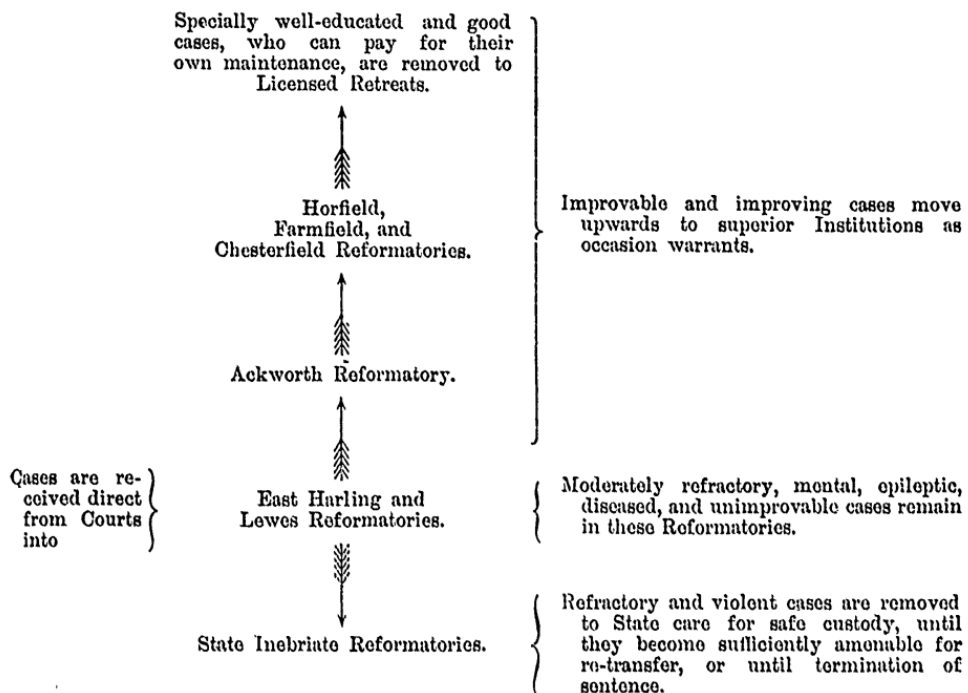 Specially well-educated and good
cases, who can pay for their
own maintenance, are removed to
Licensed Retreats.
Horfield,
Farmfield, and
Chesterfield Reformatories.
Improvable and improving cases move
upwards to superior Institutions as
occasion warrants.
Ackworth Reformatory.
Cases are re-
ceived direct
from Courts
into
East Harling and
Lewes Reformatories.
Moderately refractory, mental, epileptic,
diseased, and unimprovable cases remain
in these Reformatories.
State Inebriate Reformatories.
Refractory and violent cases are removed
to State care for safe custody, until
they become sufficiently amenable for
re-transfer, or until termination of
sentence.